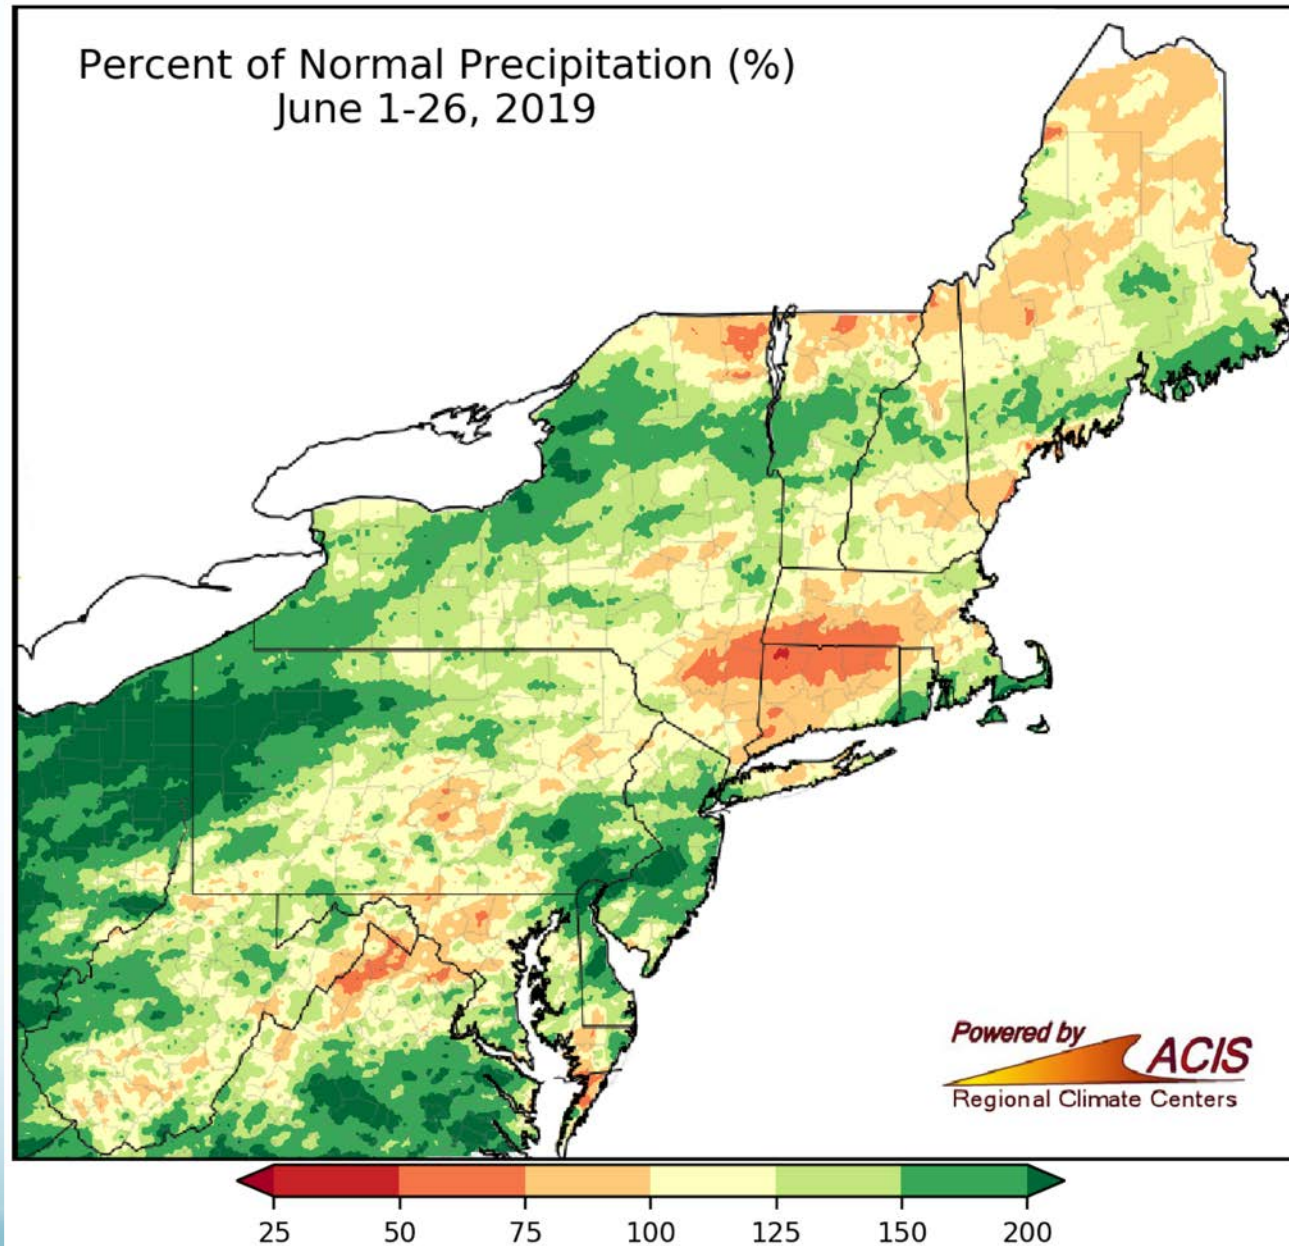 Percent of Normal Precipitation (%)
June 1-26, 2019
Powered by
ACIS
Regional Climate Centers
25 50 75 100 125 150 200